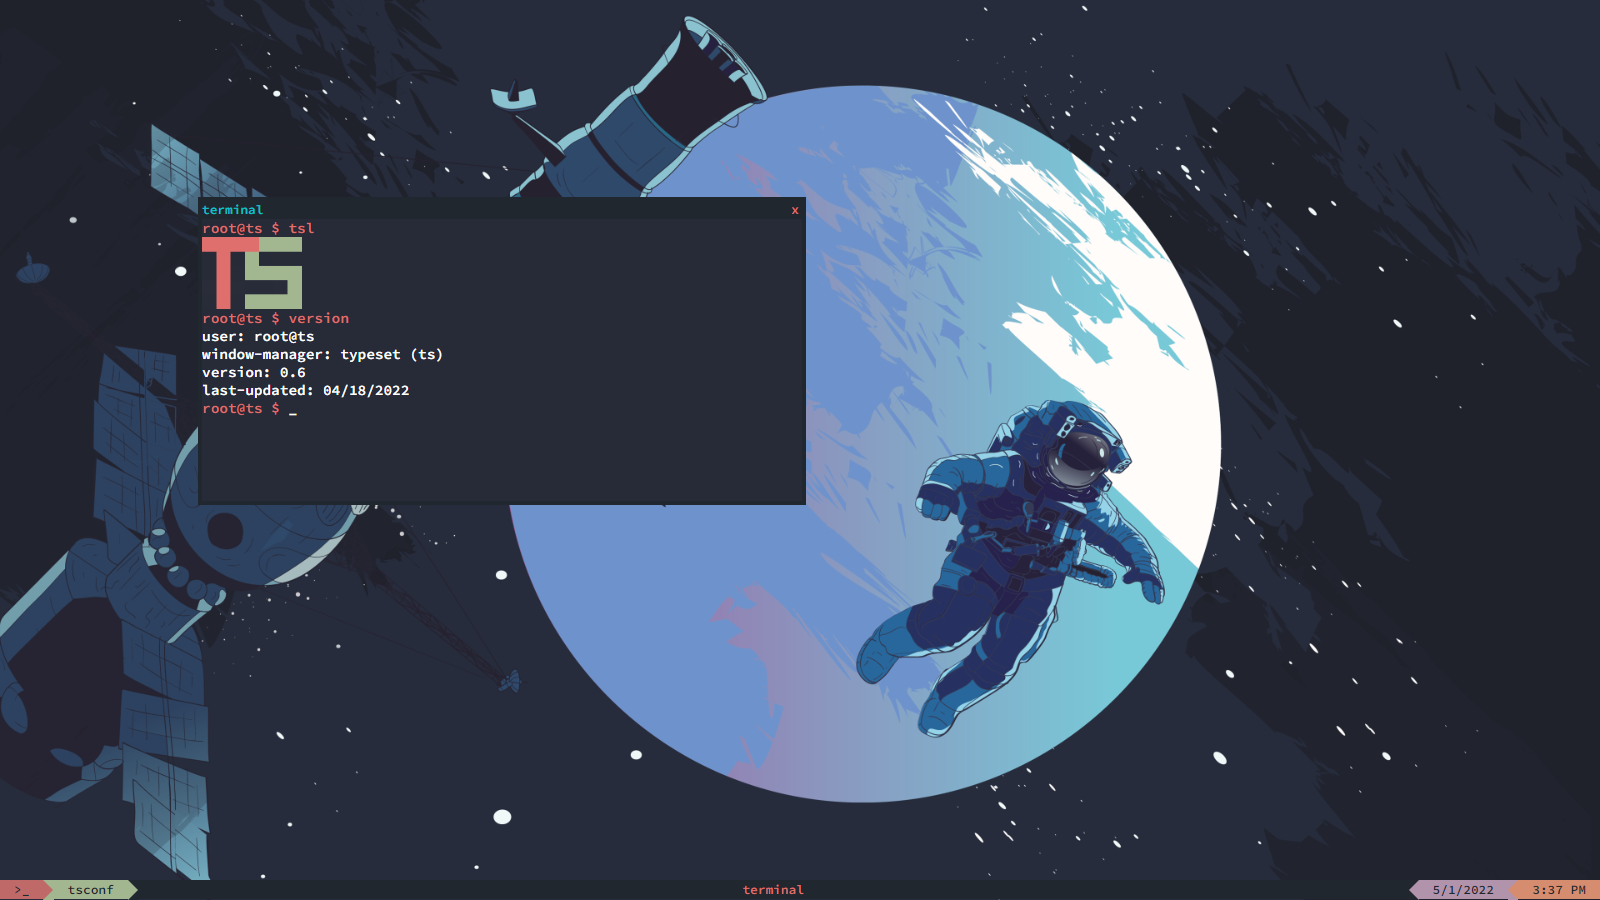 terminal x
root@ts $ tsl
TS
root@ts $ version
user: root@ts
window-manager: typeset (ts)
version: 0.6
last-updated: 04/18/2022
root@ts $ _
>_ tsconf terminal 5/1/2022 3:37 PM